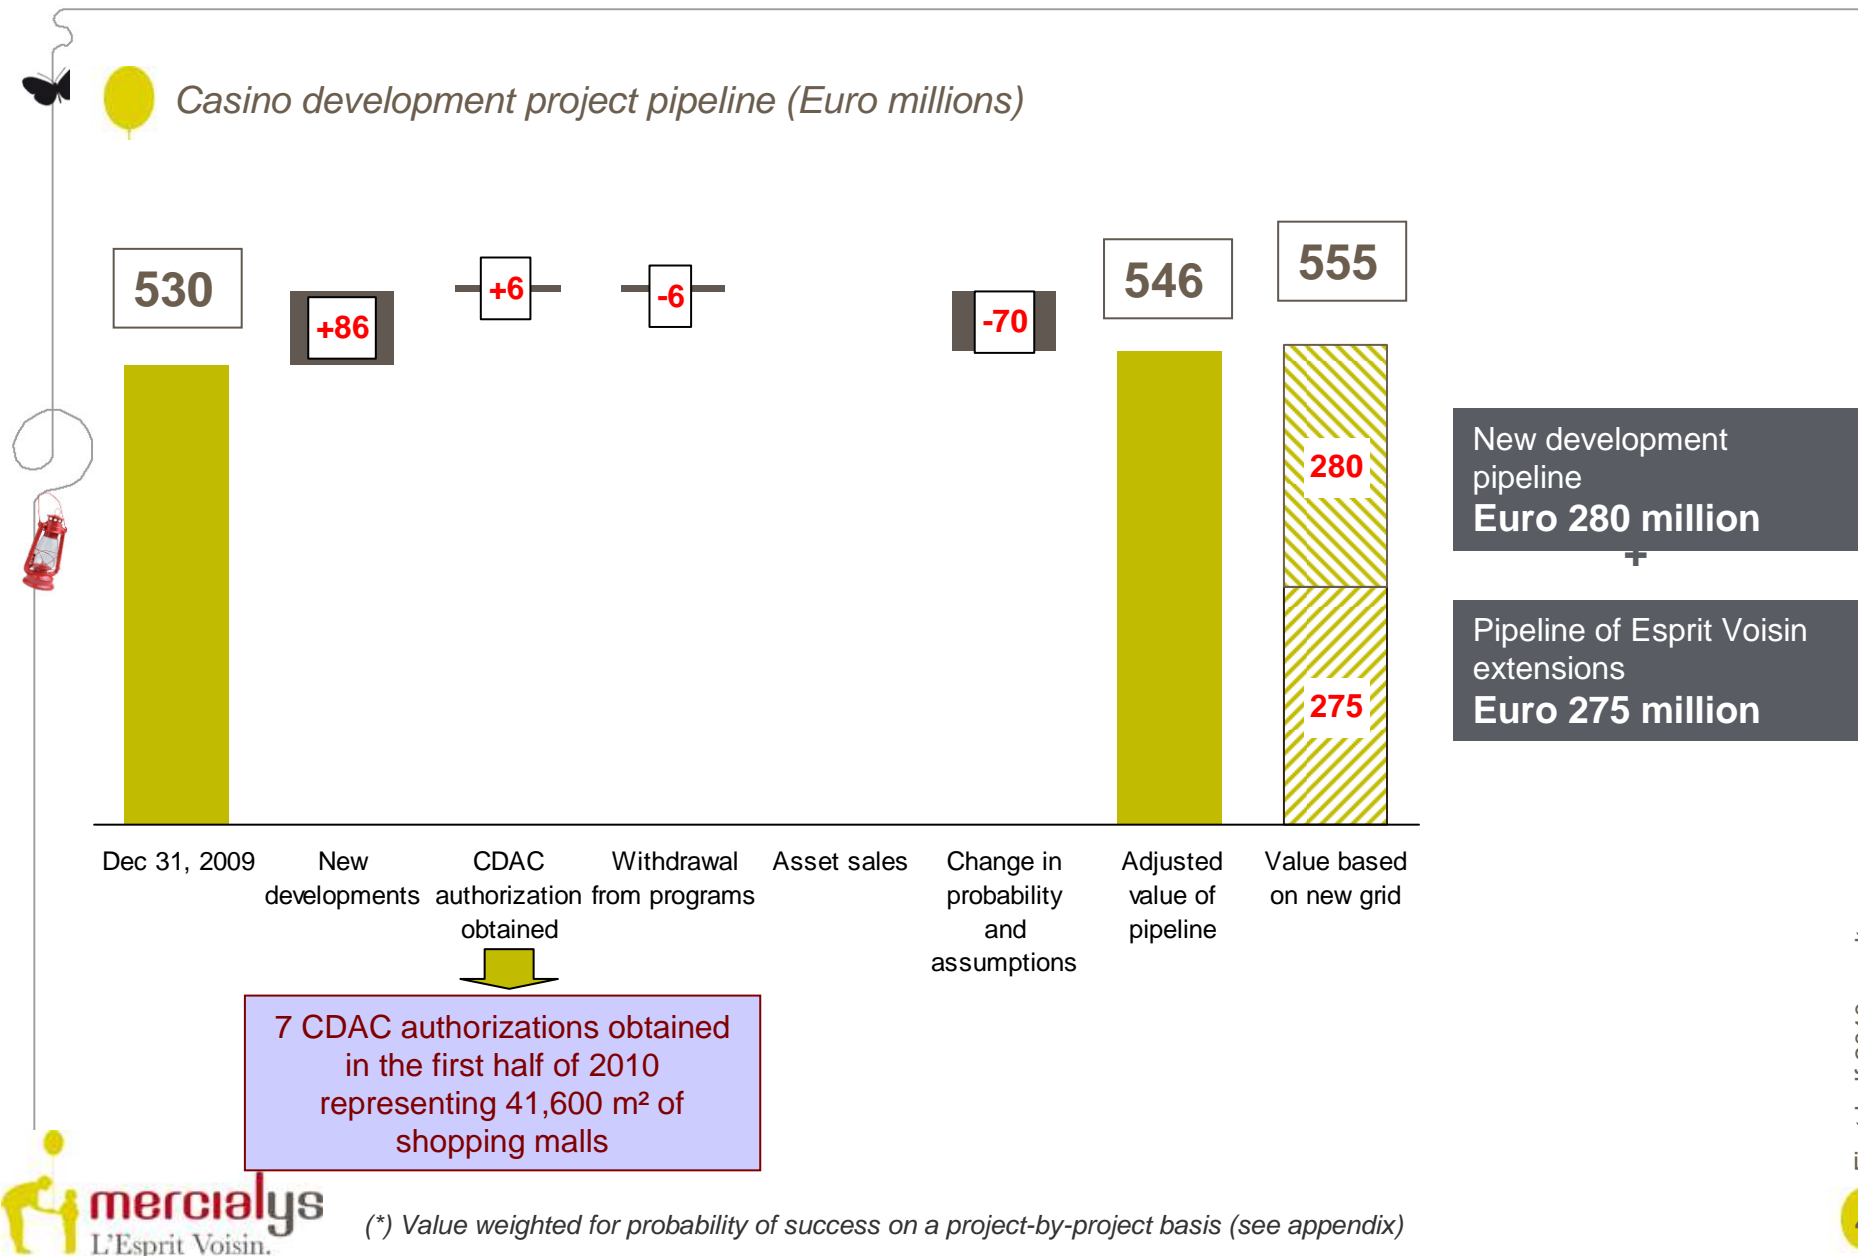 Casino development project pipeline (Euro millions)
530
+86
+6
-6
-70
546
555
280
275
New development
pipeline
Euro 280 million
+
Pipeline of Esprit Voisin
extensions
Euro 275 million
Dec 31, 2009
New
developments
CDAC
authorization
obtained
Withdrawal
from programs
Asset sales
Change in
probability
and
assumptions
Adjusted
value of
pipeline
Value based
on new grid
7 CDAC authorizations obtained
in the first half of 2010
representing 41,600 m² of
shopping malls
mercialys
L'Esprit Voisin.
(*) Value weighted for probability of success on a project-by-project basis (see appendix)